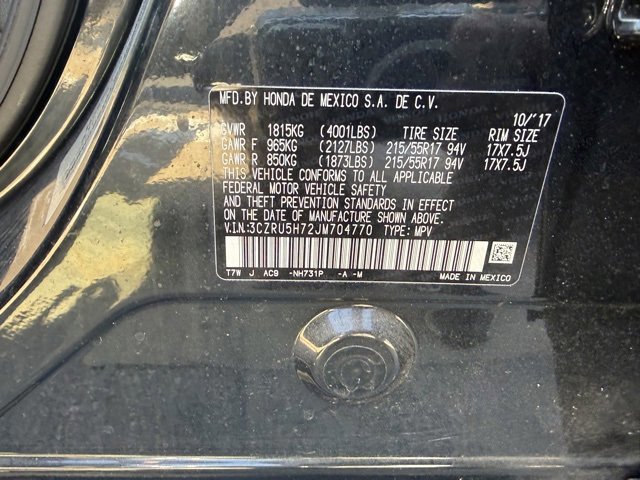 MFD.BY HONDA DE MEXICO S.A. DE C.V.
10/'17
GVWR 1815KG (4001LBS) TIRE SIZE RIM SIZE
GAWR F 965KG (2127LBS) 215/55R17 94V 17X7.5J
GAWR R 850KG (1873LBS) 215/55R17 94V 17X7.5J
THIS VEHICLE CONFORMS TO ALL APPLICABLE
FEDERAL MOTOR VEHICLE SAFETY
AND THEFT PREVENTION STANDARDS IN EFFECT
ON THE DATE OF MANUFACTURE SHOWN ABOVE.
V.I.N:3CZRU5H72JM704770 TYPE: MPV
T7W J AC9 -NH731P -A -M MADE IN MEXICO